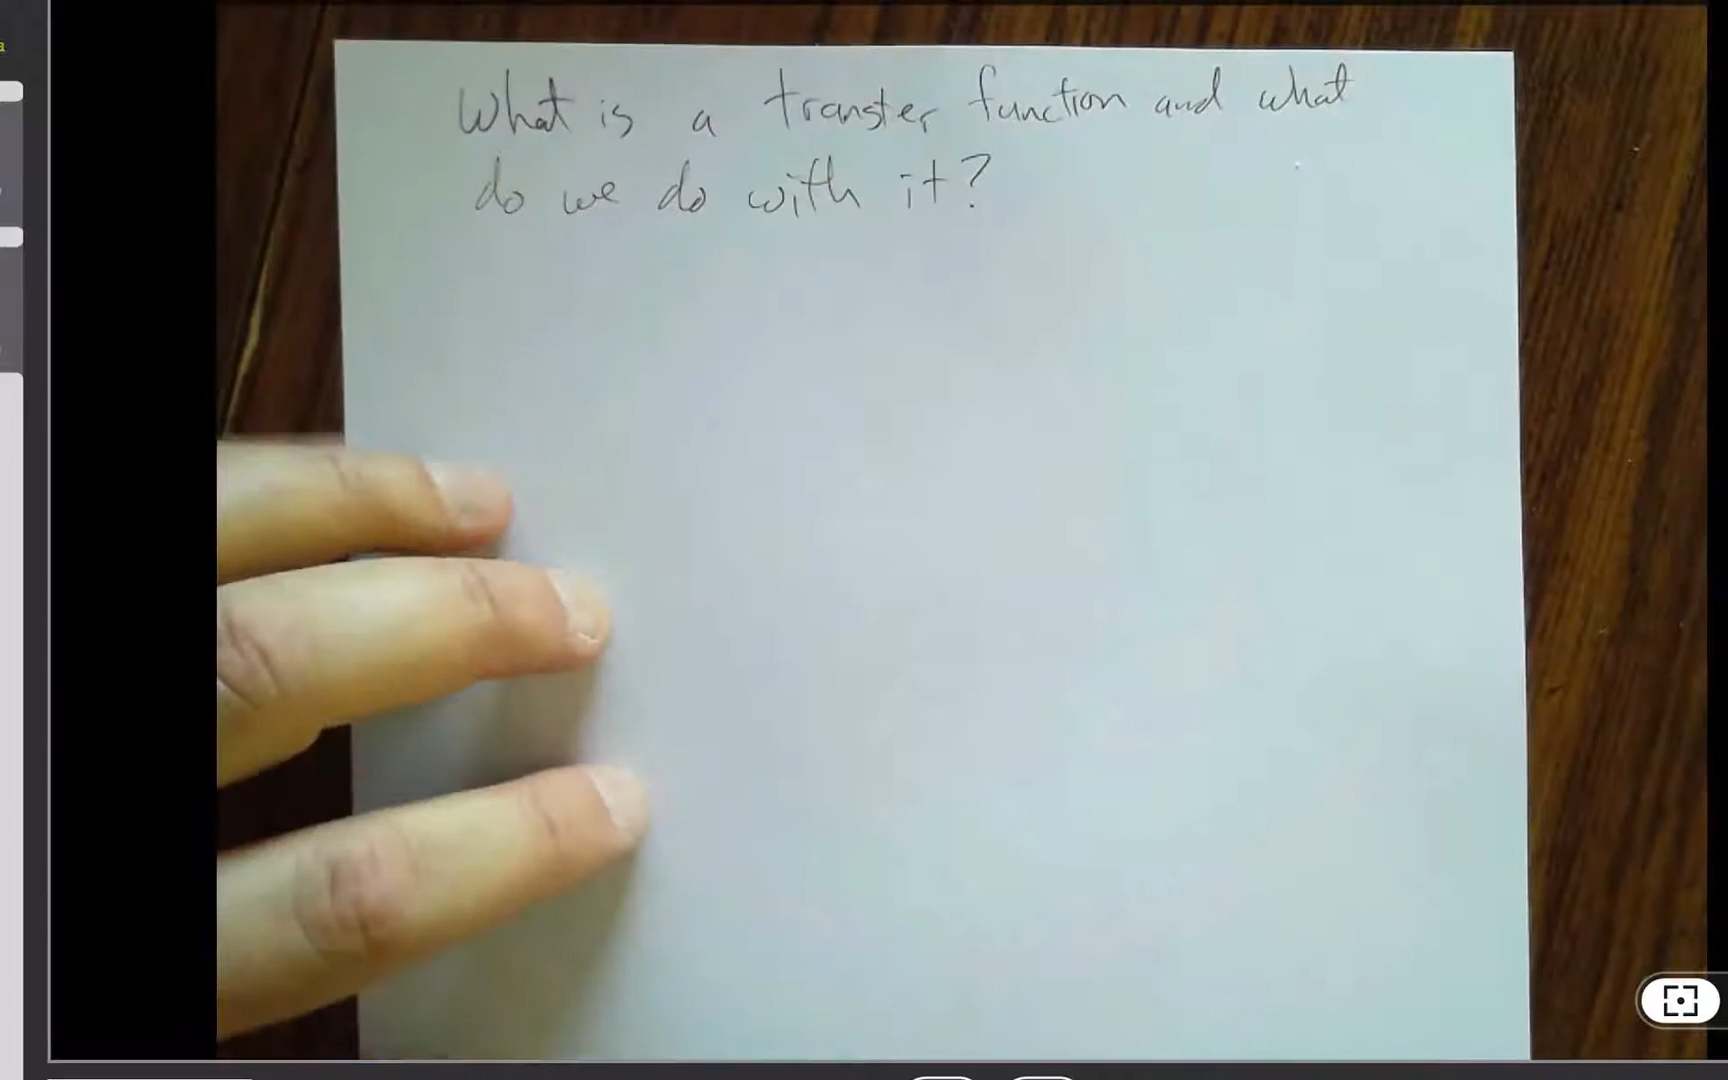 What is a transfer function and what
do we do with it?